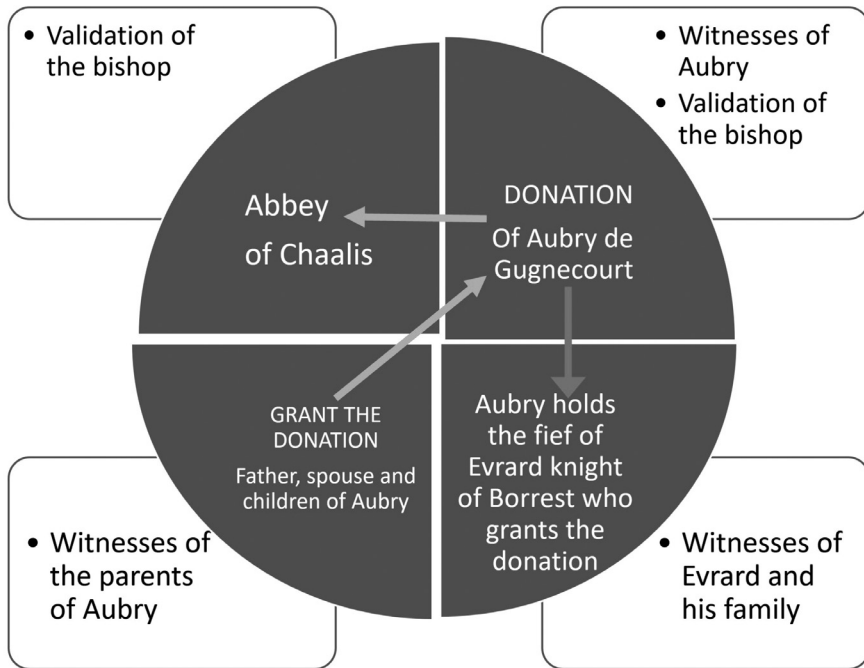 • Validation of
the bishop
• Witnesses of
Aubry
• Validation of
the bishop
Abbey
of Chaalis
DONATION
Of Aubry de
Gugnecourt
GRANT THE
DONATION
Father, spouse and
children of Aubry
Aubry holds
the fief of
Evrard knight
of Borrest who
grants the
donation
• Witnesses of
the parents
of Aubry
• Witnesses of
Evrard and
his family